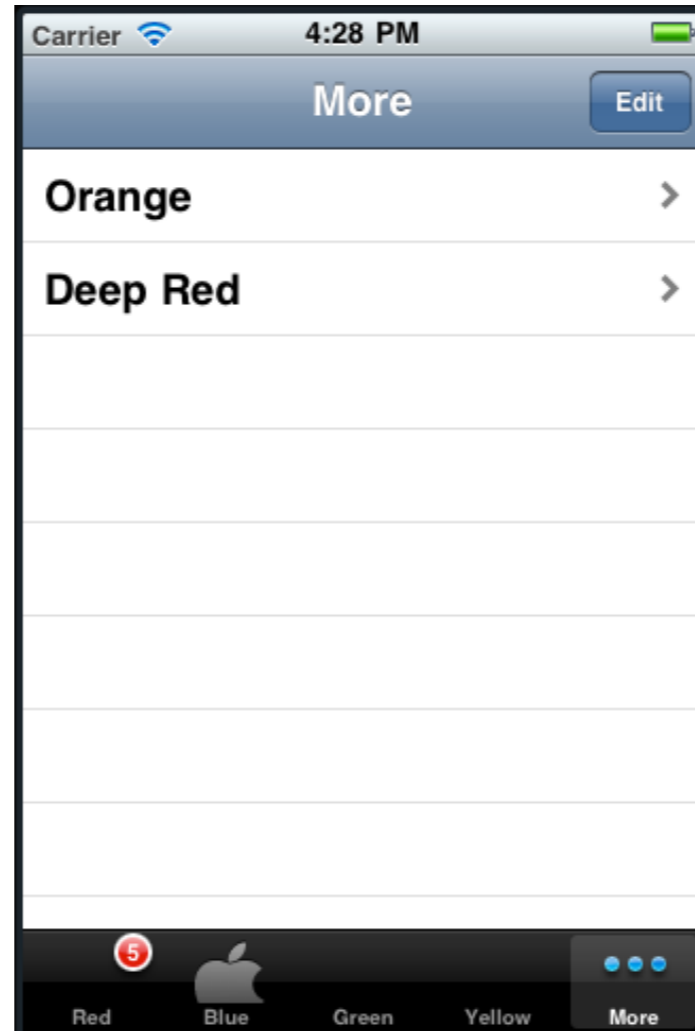 Carrier 4:28 PM
More Edit
Orange
Deep Red
5
Red Blue Green Yellow More